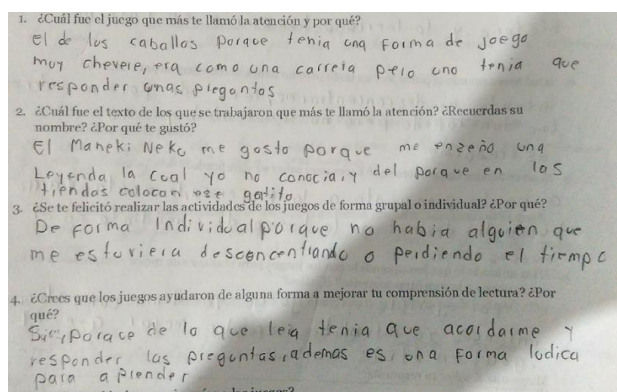 1. ¿Cuál fue el juego que más te llamó la atención y por qué?
el de los caballos porque tenia una forma de joego
moy chevere, era como una carrera pero uno tenia que
responder unas pregontas
2. ¿Cuál fue el texto de los que se trabajaron que más te llamó la atención? ¿Recuerdas su
nombre? ¿Por qué te gustó?
El Maneki Neko me gosto porque me enzeño una
Leyenda la cual yo no conocia, y del porque en los
tiendas colocan ese gatito
3. ¿Se te felicitó realizar las actividades de los juegos de forma grupal o individual? ¿Por qué?
De forma Individual porque no habia alguien que
me estuviera desconcentrando o perdiendo el tiempo
4. ¿Crees que los juegos ayudaron de alguna forma a mejorar tu comprensión de lectura? ¿Por
qué?
porque de lo que leia tenia que acordarme y
responder las preguntas, ademas es una forma ludica
para aprender